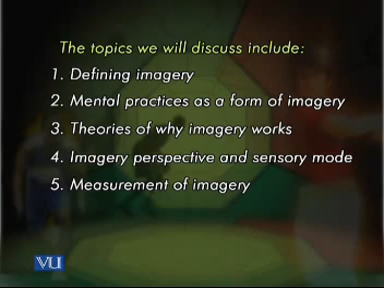 The topics we will discuss include:
1. Defining imagery
2. Mental practices as a form of imagery
3. Theories of why imagery works
4. Imagery perspective and sensory mode
5. Measurement of imagery
VU